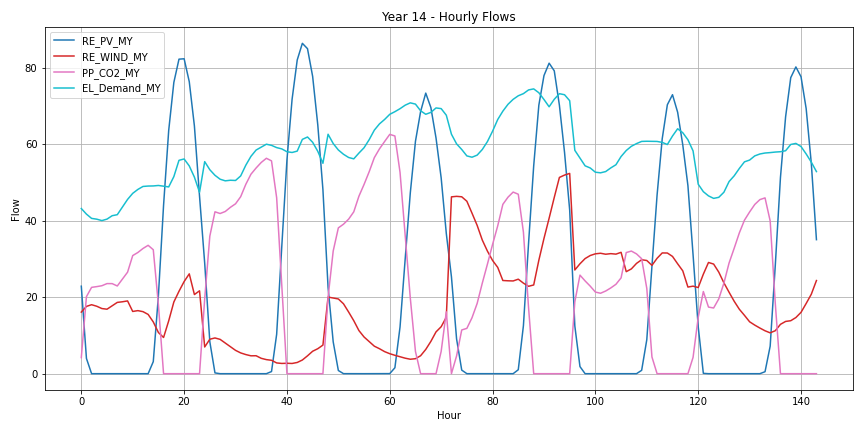 Year 14 - Hourly Flows
RE_PV_MY
RE_WIND_MY
PP_CO2_MY
EL_Demand_MY
Flow
80
60
40
20
0
0 20 40 60 80 100 120 140
Hour